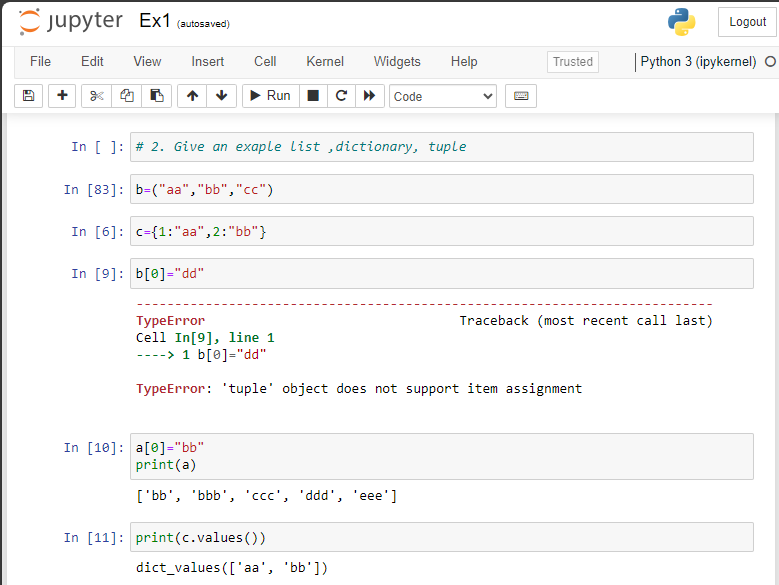 jupyter Ex1 (autosaved)
Logout
File Edit View Insert Cell Kernel Widgets Help Trusted Python 3 (ipykernel)
Run Code
In [ ]: # 2. Give an exaple list ,dictionary, tuple
In [83]: b=("aa","bb","cc")
In [6]: c={1:"aa",2:"bb"}
In [9]: b[0]="dd"
---------------------------------------------------------------------------
TypeError Traceback (most recent call last)
Cell In[9], line 1
----> 1 b[0]="dd"
TypeError: 'tuple' object does not support item assignment
In [10]: a[0]="bb"
print(a)
['bb', 'bbb', 'ccc', 'ddd', 'eee']
In [11]: print(c.values())
dict_values(['aa', 'bb'])